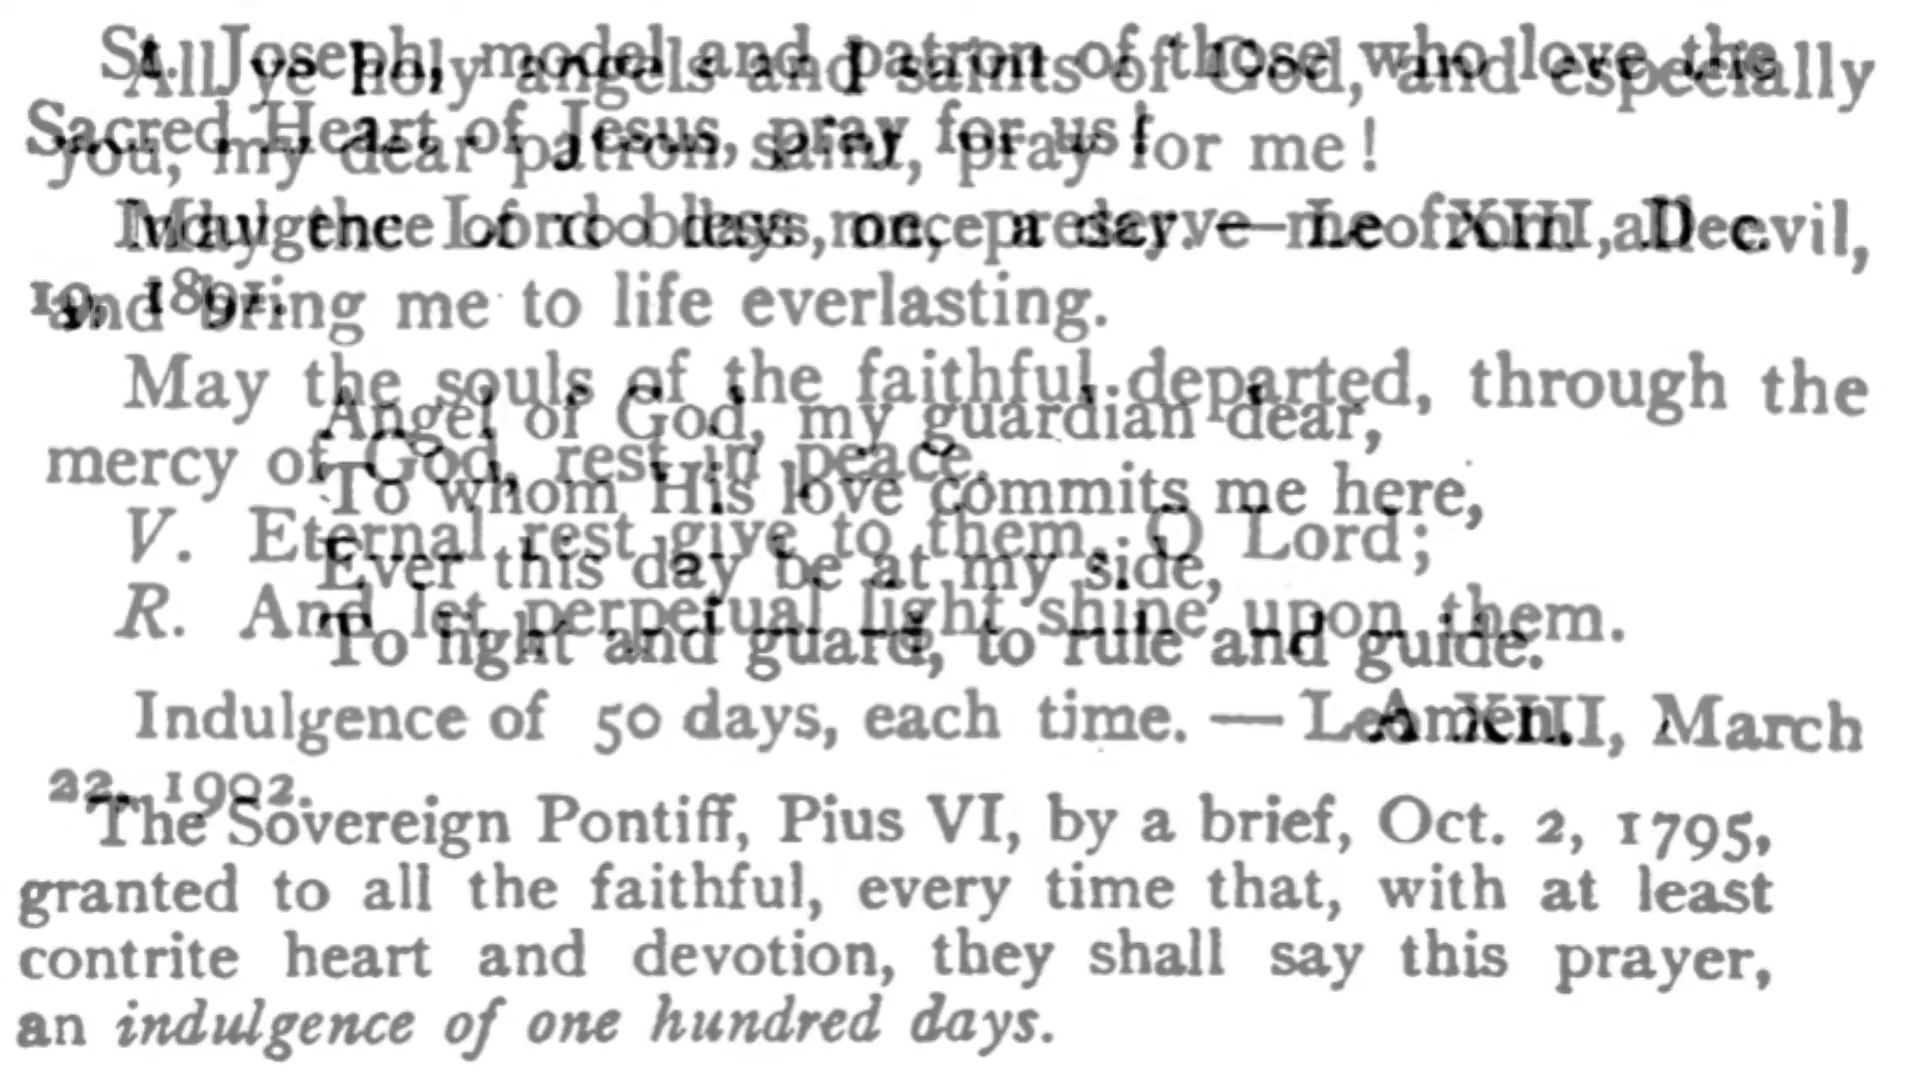 St. Joseph, model and patron of those who love the
All ye holy angels and saints of God, and especially
Sacred Heart of Jesus, pray for us!
you, my dear patron saint, pray for me!
Indulgence of 100 days, once a day. — Leo XIII, Dec.
May the Lord bless me, preserve me from all evil,
19, 1891.
and bring me to life everlasting.
May the souls of the faithful departed, through the
Angel of God, my guardian dear,
mercy of God, rest in peace.
To whom His love commits me here,
V. Eternal rest give to them, O Lord;
Ever this day be at my side,
R. And let perpetual light shine upon them.
To light and guard, to rule and guide.
Indulgence of 50 days, each time. — Leo XIII, March
Amen.
22, 1902.
The Sovereign Pontiff, Pius VI, by a brief, Oct. 2, 1795,
granted to all the faithful, every time that, with at least
contrite heart and devotion, they shall say this prayer,
an indulgence of one hundred days.